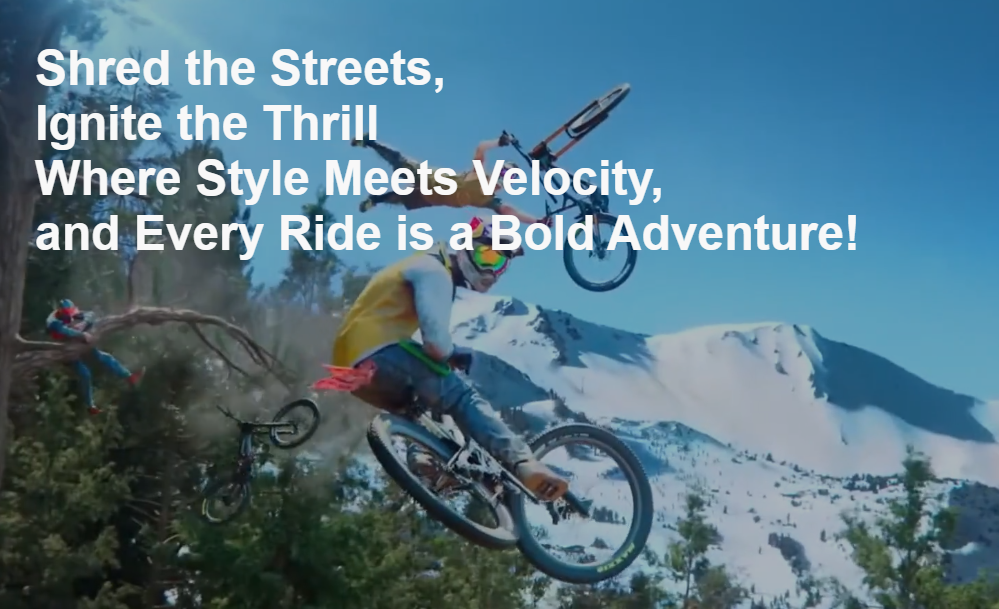 Shred the Streets,
Ignite the Thrill
Where Style Meets Velocity,
and Every Ride is a Bold Adventure!